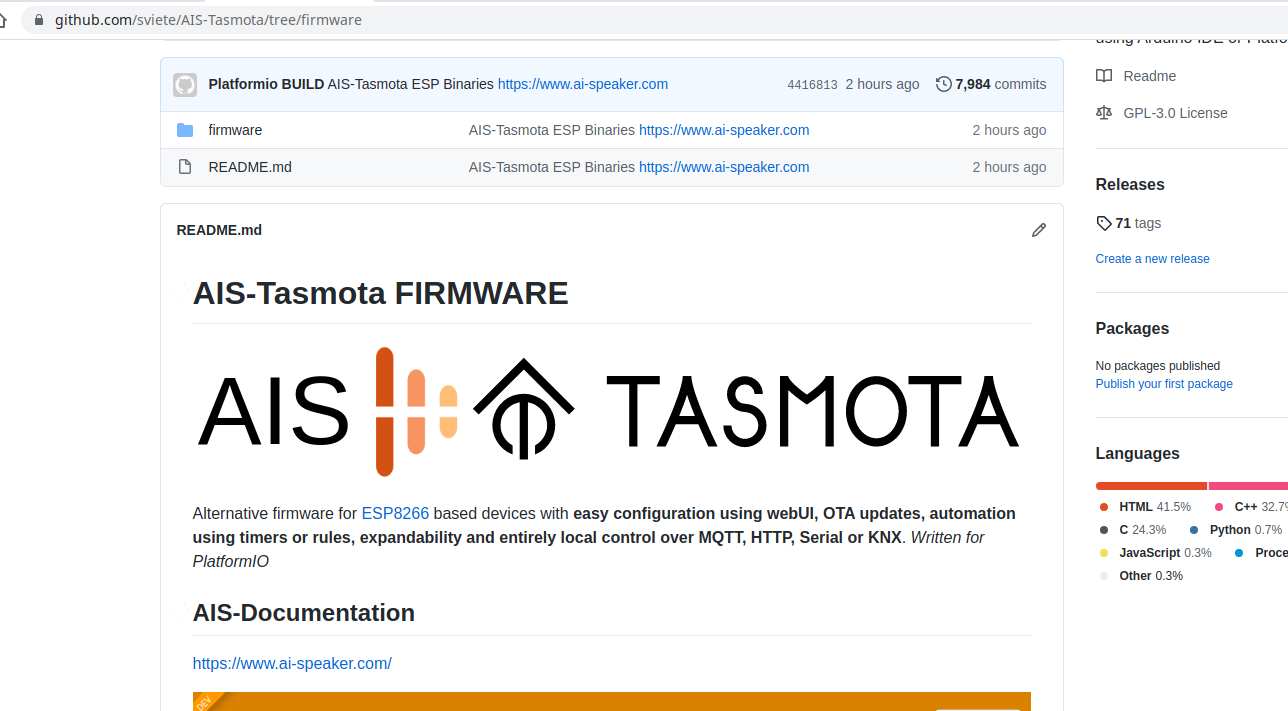 github.com/sviete/AIS-Tasmota/tree/firmware
Platformio BUILD AIS-Tasmota ESP Binaries https://www.ai-speaker.com 4416813 2 hours ago 7,984 commits
firmware AIS-Tasmota ESP Binaries https://www.ai-speaker.com 2 hours ago
README.md AIS-Tasmota ESP Binaries https://www.ai-speaker.com 2 hours ago
README.md
AIS-Tasmota FIRMWARE
AIS TASMOTA
Alternative firmware for ESP8266 based devices with easy configuration using webUI, OTA updates, automation
using timers or rules, expandability and entirely local control over MQTT, HTTP, Serial or KNX. Written for
PlatformIO
AIS-Documentation
https://www.ai-speaker.com/
DEV
using Arduino IDE or
Readme
GPL-3.0 License
Releases
71 tags
Create a new release
Packages
No packages published
Publish your first package
Languages
HTML 41.5% C++ 32.7%
C 24.3% Python 0.7%
JavaScript 0.3% Proce
Other 0.3%